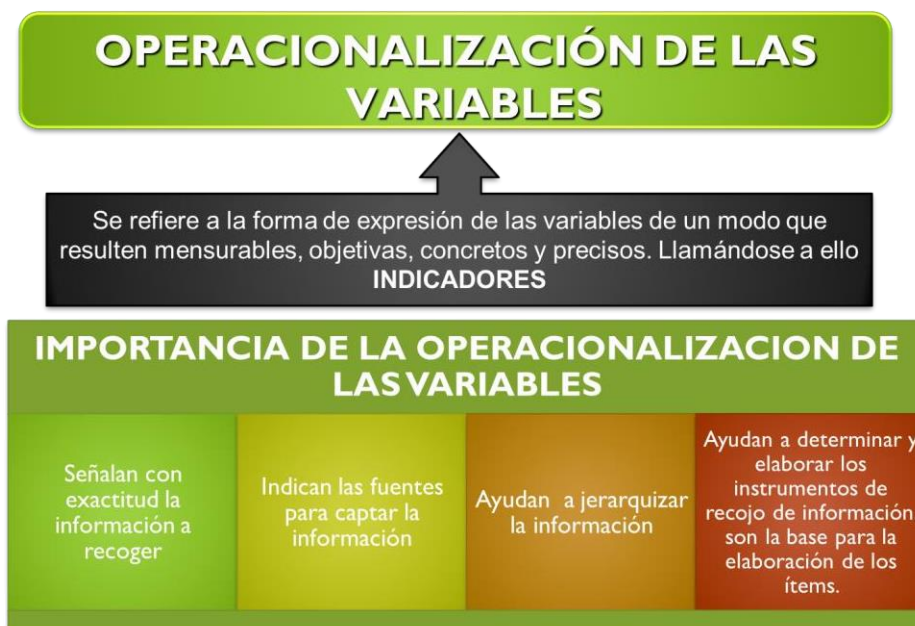 OPERACIONALIZACIÓN DE LAS
VARIABLES
Se refiere a la forma de expresión de las variables de un modo que
resulten mensurables, objetivas, concretos y precisos. Llamándose a ello
INDICADORES
IMPORTANCIA DE LA OPERACIONALIZACION DE
LAS VARIABLES
Señalan con
exactitud la
información a
recoger
Indican las fuentes
para captar la
información
Ayudan a jerarquizar
la información
Ayudan a determinar y
elaborar los
instrumentos de
recojo de información
son la base para la
elaboración de los
ítems.